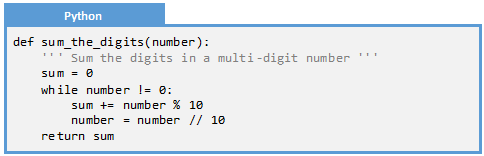 Python
def sum_the_digits(number):
    ''' Sum the digits in a multi-digit number '''
    sum = 0
    while number != 0:
        sum += number % 10
        number = number // 10
    return sum